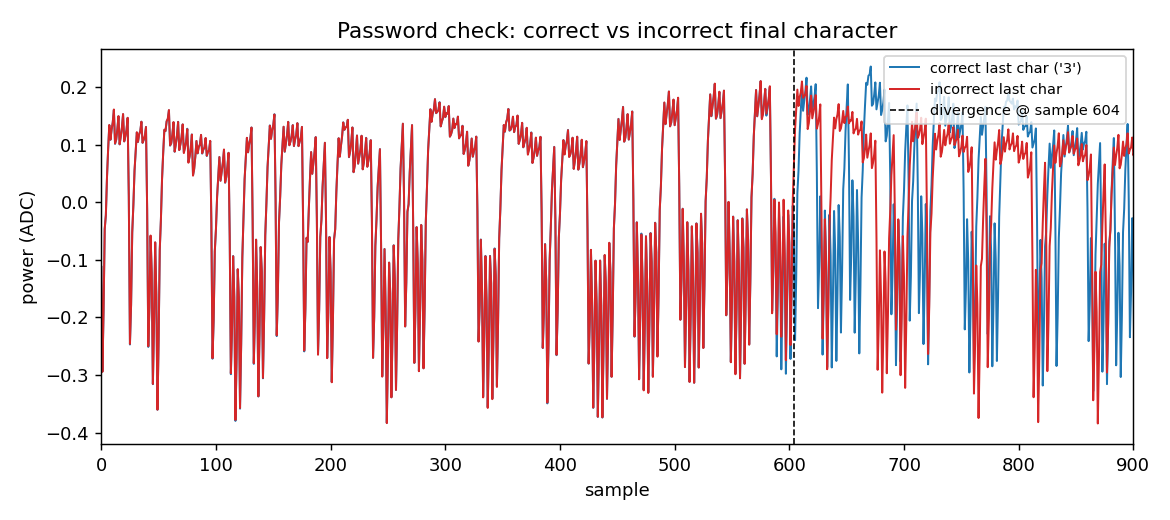 Password check: correct vs incorrect final character
power (ADC)
0.2
0.1
0.0
−0.1
−0.2
−0.3
−0.4
correct last char ('3')
incorrect last char
divergence @ sample 604
0 100 200 300 400 500 600 700 800 900
sample